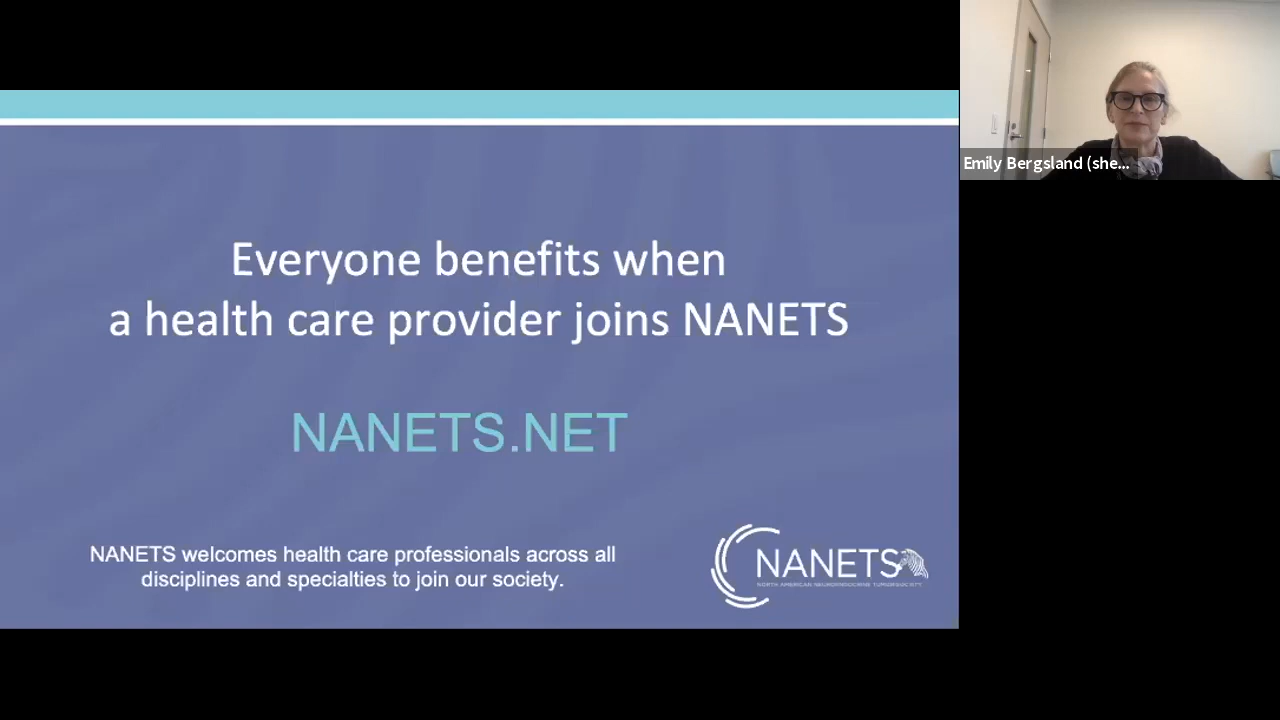 Everyone benefits when
a health care provider joins NANETS
NANETS.NET
NANETS welcomes health care professionals across all
disciplines and specialties to join our society.
NANETS
NORTH AMERICAN NEUROENDOCRINE TUMOR SOCIETY
Emily Bergsland (she...